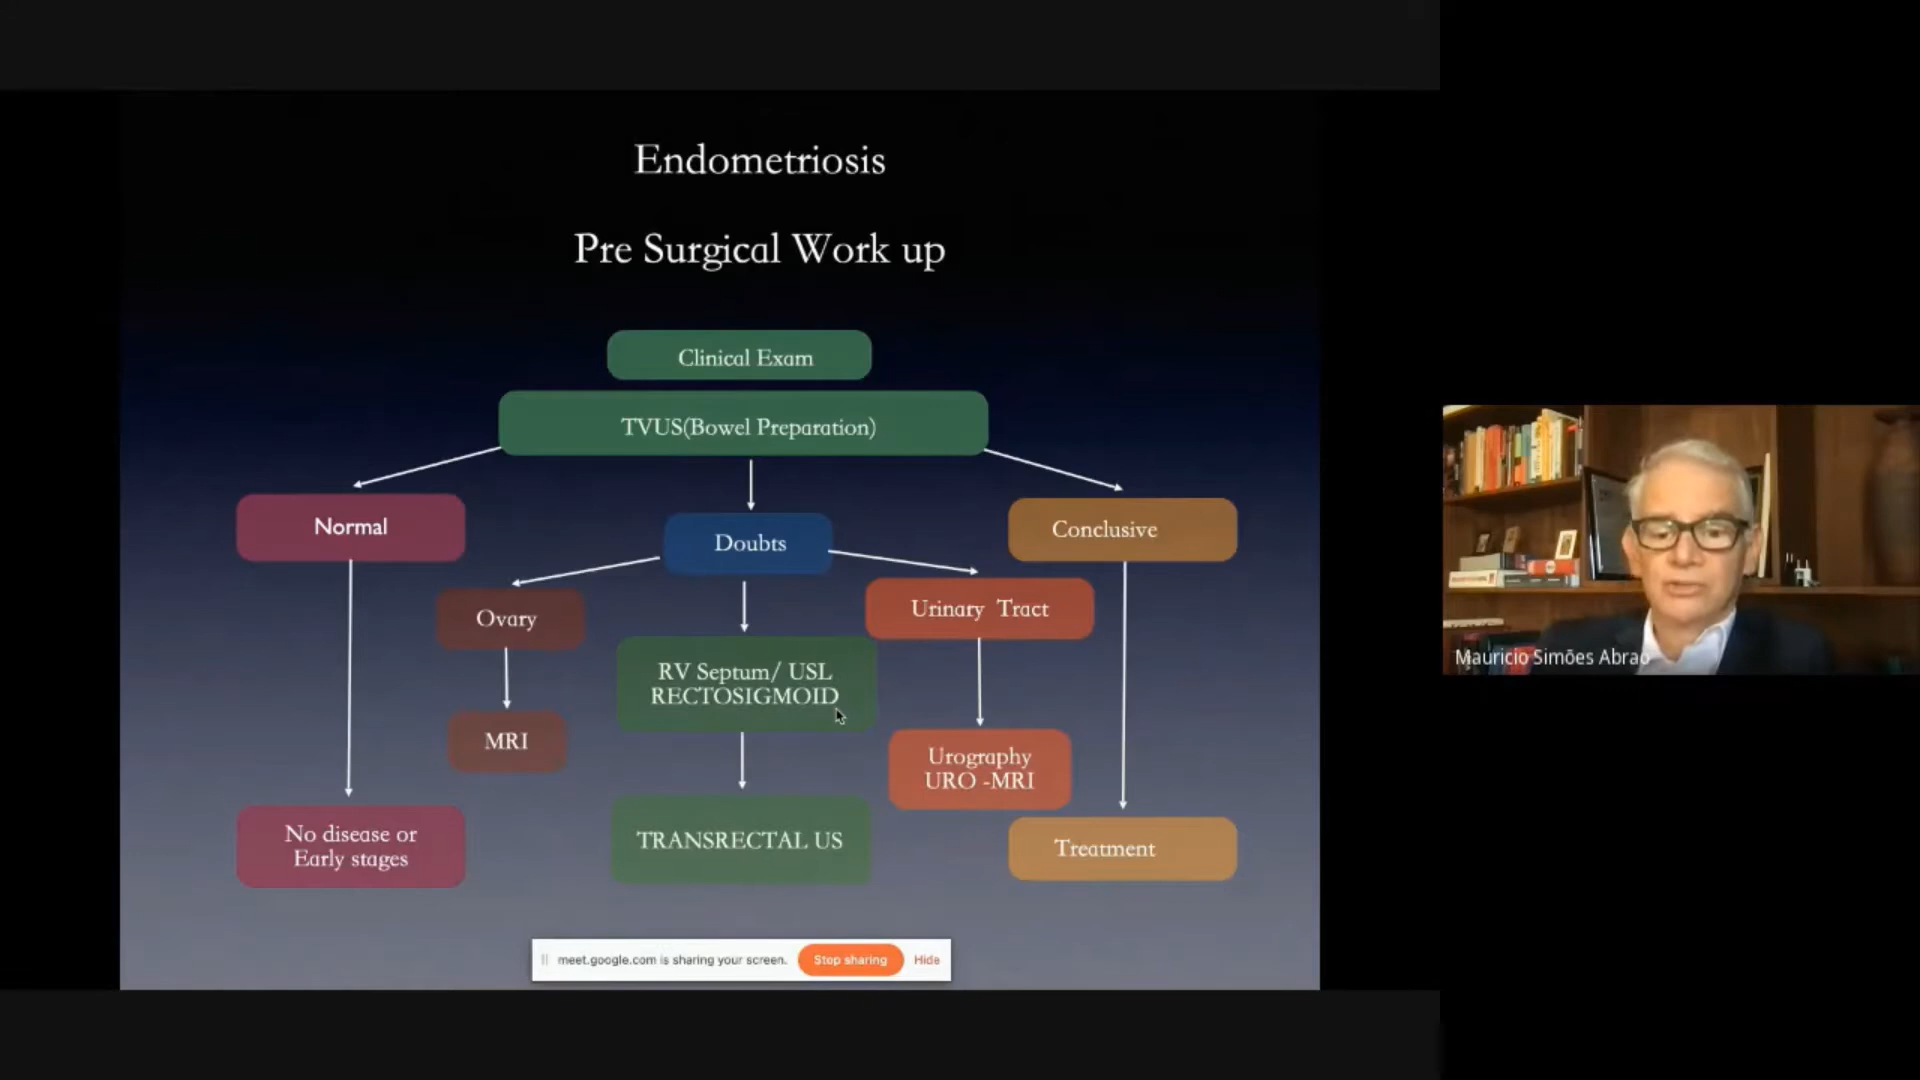 Endometriosis
Pre Surgical Work up
Clinical Exam
TVUS(Bowel Preparation)
Normal
Doubts
Conclusive
Ovary
RV Septum/ USL
RECTOSIGMOID
Urinary Tract
MRI
Urography
URO -MRI
No disease or
Early stages
TRANSRECTAL US
Treatment
meet.google.com is sharing your screen.
Stop sharing
Hide
Mauricio Simões Abrao